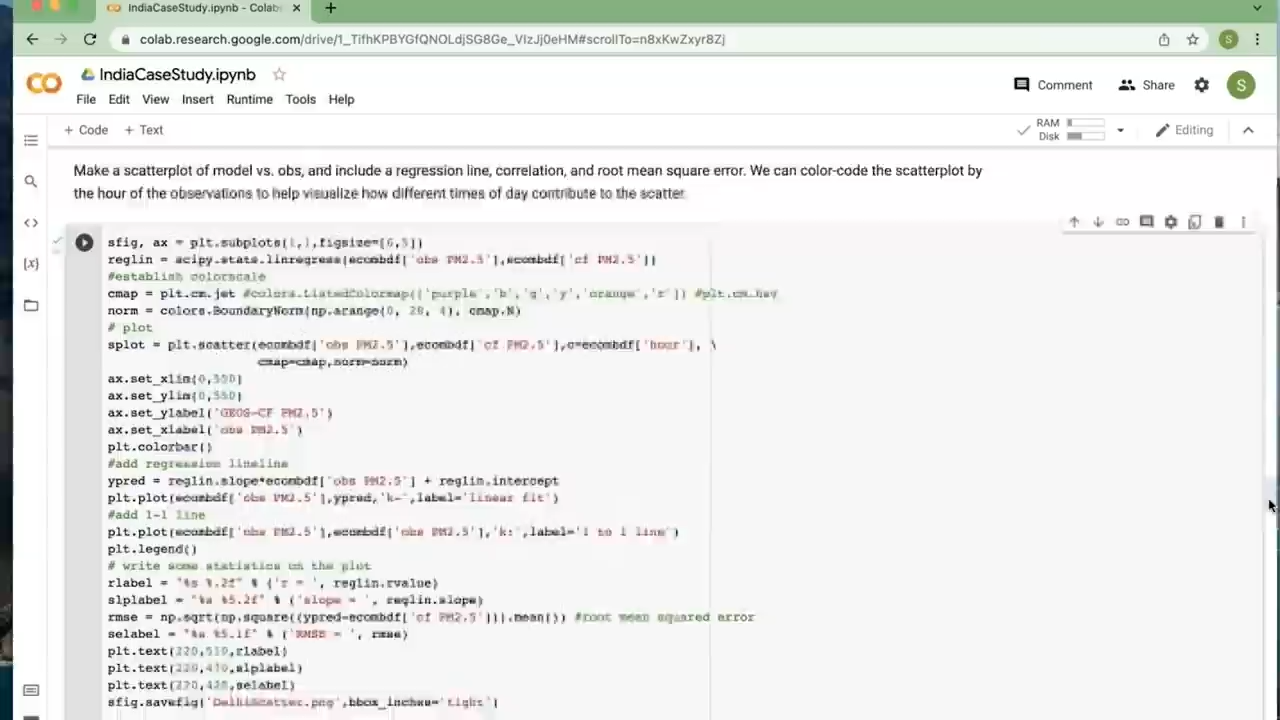 IndiaCaseStudy.ipynb - Colab
colab.research.google.com/drive/1_TifhKPBYGfQNOLdjSG8Ge_VIzJj0eHM#scrollTo=n8xKwZxyr8Zj
S
IndiaCaseStudy.ipynb
Comment
Share
S
File Edit View Insert Runtime Tools Help
+ Code + Text
RAM
Disk
Editing
Make a scatterplot of model vs. obs, and include a regression line, correlation, and root mean square error. We can color-code the scatterplot by
the hour of the observations to help visualize how different times of day contribute to the scatter.
sfig, ax = plt.subplots(1,1,figsize=[6,5])
reglin = scipy.stats.linregress(ecombdf['obs PM2.5'],ecombdf['cf PM2.5'])
#establish colorscale
cmap = plt.cm.jet #colors.ListedColormap(['purple','b','g','y','orange','r']) #plt.cm.hsv
norm = colors.BoundaryNorm(np.arange(0, 28, 4), cmap.N)
# plot
splot = plt.scatter(ecombdf['obs PM2.5'],ecombdf['cf PM2.5'],c=ecombdf['hour'], \
cmap=cmap,norm=norm)
ax.set_xlim(0,550)
ax.set_ylim(0,550)
ax.set_ylabel('GEOS-CF PM2.5')
ax.set_xlabel('obs PM2.5')
plt.colorbar()
#add regression lineline
ypred = reglin.slope*ecombdf['obs PM2.5'] + reglin.intercept
plt.plot(ecombdf['obs PM2.5'],ypred,'k-',label='linear fit')
#add 1-1 line
plt.plot(ecombdf['obs PM2.5'],ecombdf['obs PM2.5'],'k:',label='1 to 1 line')
plt.legend()
# write some statistics on the plot
rlabel = "%s %.2f" % ('r = ', reglin.rvalue)
slplabel = "%s %5.2f" % ('slope = ', reglin.slope)
rmse = np.sqrt(np.square((ypred-ecombdf['cf PM2.5'])).mean()) #root mean squared error
selabel = "%s %5.1f" % ('RMSE = ', rmse)
plt.text(220,510,rlabel)
plt.text(220,470,slplabel)
plt.text(220,430,selabel)
sfig.savefig('DelhiScatter.png',bbox_inches='tight')